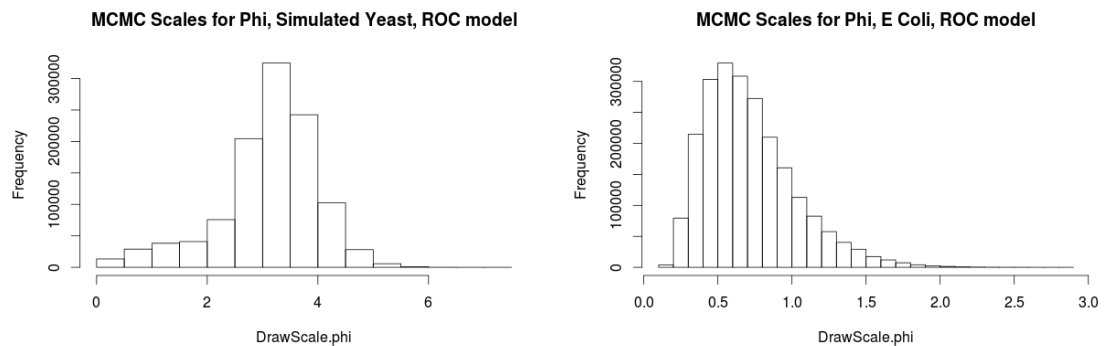 MCMC Scales for Phi, Simulated Yeast, ROC model
Frequency
300000
200000
100000
0
0 2 4 6
DrawScale.phi
MCMC Scales for Phi, E Coli, ROC model
Frequency
300000
200000
100000
0
0.0 0.5 1.0 1.5 2.0 2.5 3.0
DrawScale.phi